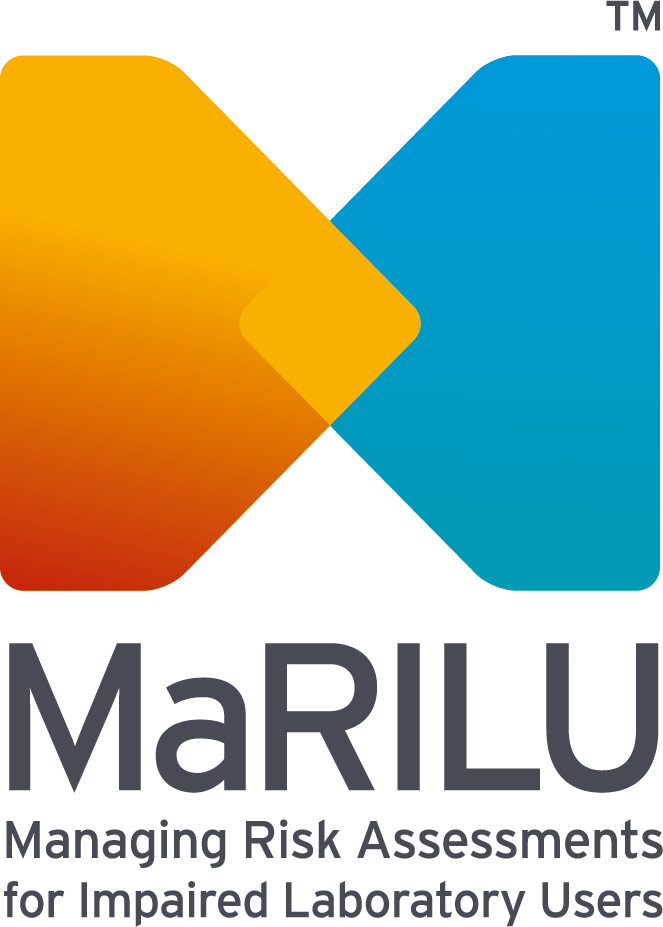 TM
MaRILU
Managing Risk Assessments
for Impaired Laboratory Users